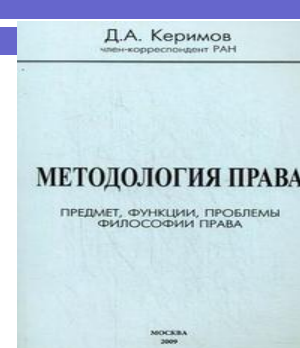 Д.А. Керимов
член-корреспондент РАН
МЕТОДОЛОГИЯ ПРАВА
ПРЕДМЕТ, ФУНКЦИИ, ПРОБЛЕМЫ
ФИЛОСОФИИ ПРАВА
МОСКВА
2009